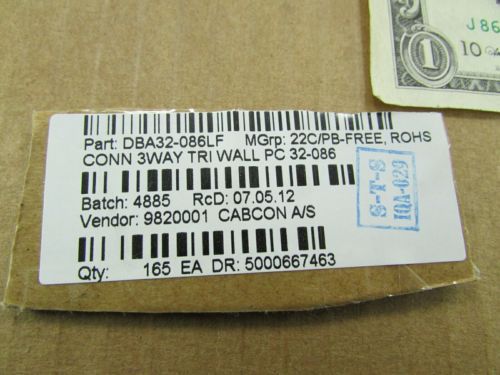 Part: DBA32-086LF MGrp: 22C/PB-FREE, ROHS
CONN 3WAY TRI WALL PC 32-086
Batch: 4885 RcD: 07.05.12
Vendor: 9820001 CABCON A/S
Qty: 165 EA DR: 5000667463
S-T-S
IQA-029
J86
10
1